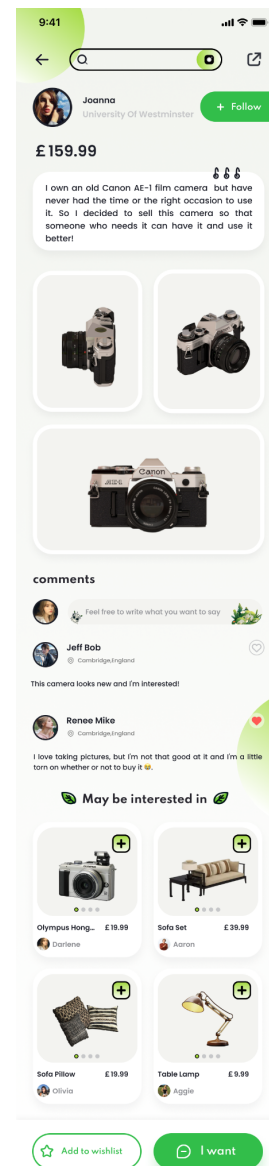 9:41
Joanna
University Of Westminster
+ Follow
£159.99
I own an old Canon AE-1 film camera but have
never had the time or the right occasion to use
it. So I decided to sell this camera so that
someone who needs it can have it and use it
better!
Canon
comments
Feel free to write what you want to say
Jeff Bob
Cambridge,England
This camera looks new and I'm interested!
Renee Mike
Cambridge,England
I love taking pictures, but I'm not that good at it and I'm a little
torn on whether or not to buy it 😂.
May be interested in
Olympus Hong... £19.99
Darlene
Sofa Set £39.99
Aaron
Sofa Pillow £19.99
Olivia
Table Lamp £9.99
Aggie
Add to wishlist
I want